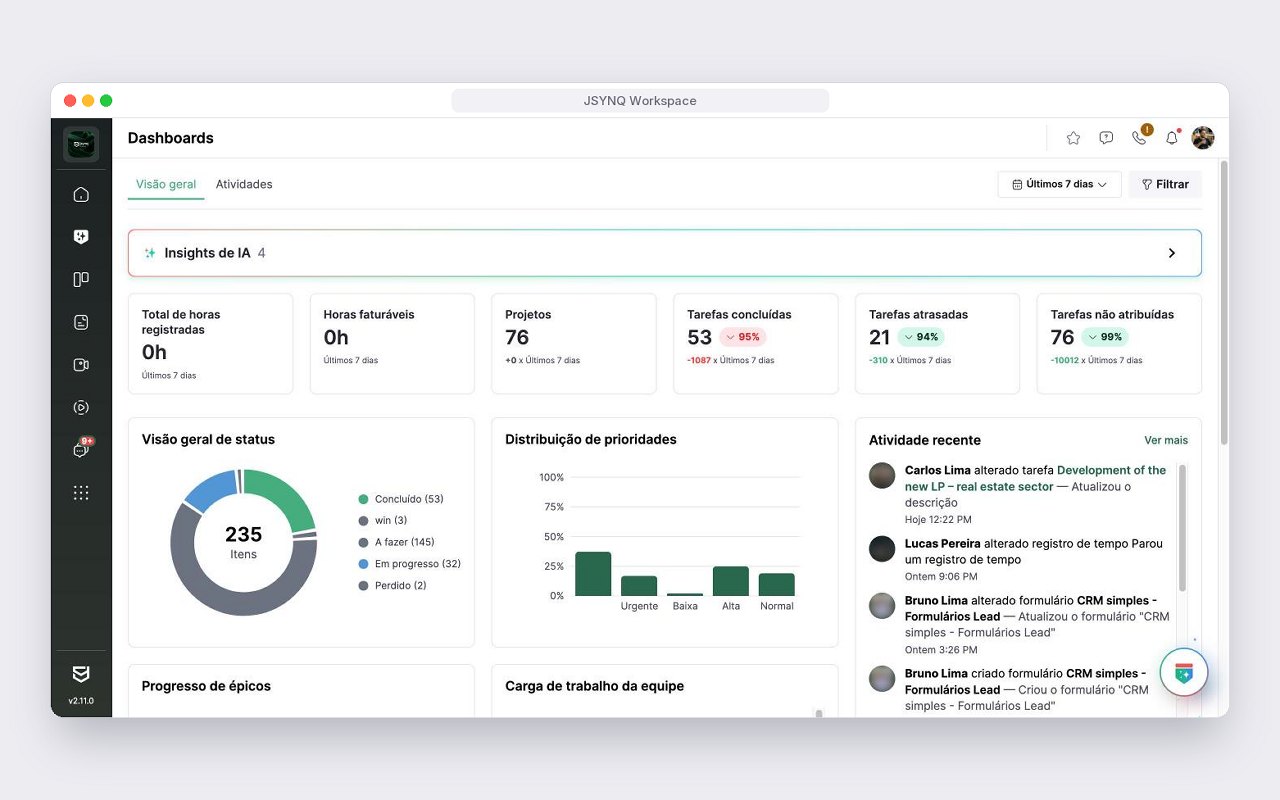 JSYNQ Workspace
Dashboards
!
Visão geral
Atividades
Últimos 7 dias
Filtrar
Insights de IA 4
Total de horas
registradas
0h
Últimos 7 dias
Horas faturáveis
0h
Últimos 7 dias
Projetos
76
+0 x Últimos 7 dias
Tarefas concluídas
53 95%
-1087 x Últimos 7 dias
Tarefas atrasadas
21 94%
-310 x Últimos 7 dias
Tarefas não atribuídas
76 99%
-10012 x Últimos 7 dias
9+
v2.11.0
Visão geral de status
235
Itens
Concluído (53)
win (3)
A fazer (145)
Em progresso (32)
Perdido (2)
Distribuição de prioridades
100%
75%
50%
25%
0%
Urgente
Baixa
Alta
Normal
Atividade recente
Ver mais
Carlos Lima alterado tarefa Development of the
new LP – real estate sector — Atualizou o
descrição
Hoje 12:22 PM
Lucas Pereira alterado registro de tempo Parou
um registro de tempo
Ontem 9:06 PM
Bruno Lima alterado formulário CRM simples -
Formulários Lead — Atualizou o formulário "CRM
simples - Formulários Lead"
Ontem 3:26 PM
Bruno Lima criado formulário CRM simples -
Formulários Lead — Criou o formulário "CRM
simples - Formulários Lead"
Progresso de épicos
Carga de trabalho da equipe